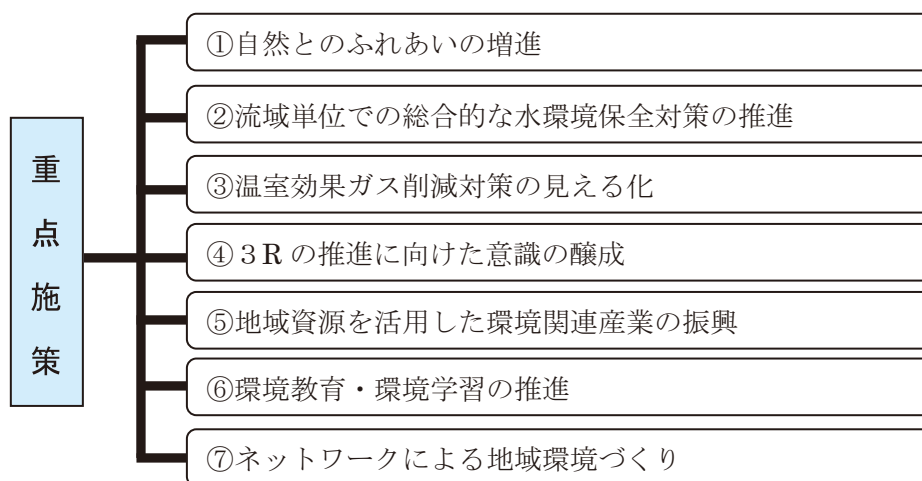 重点施策
①自然とのふれあいの増進
②流域単位での総合的な水環境保全対策の推進
③温室効果ガス削減対策の見える化
④３Rの推進に向けた意識の醸成
⑤地域資源を活用した環境関連産業の振興
⑥環境教育・環境学習の推進
⑦ネットワークによる地域環境づくり